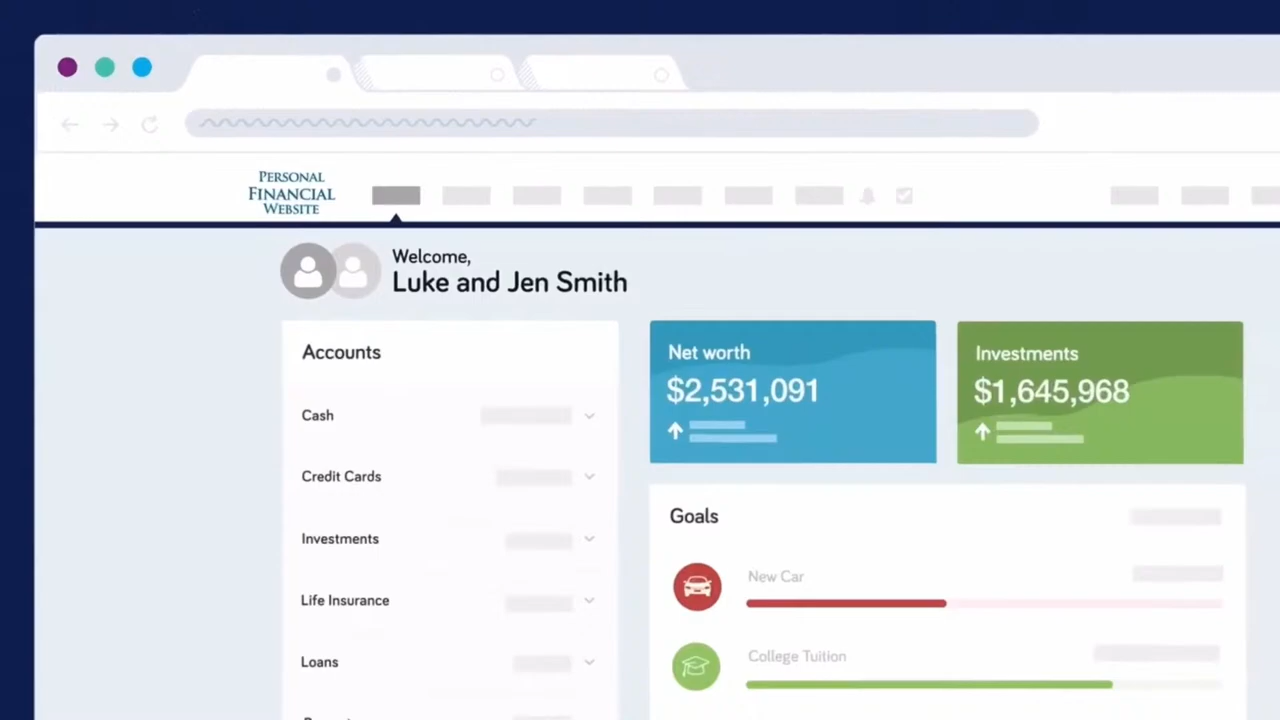 PERSONAL
FINANCIAL
WEBSITE
Welcome,
Luke and Jen Smith
Accounts
Cash
Credit Cards
Investments
Life Insurance
Loans
Net worth
$2,531,091
Investments
$1,645,968
Goals
New Car
College Tuition